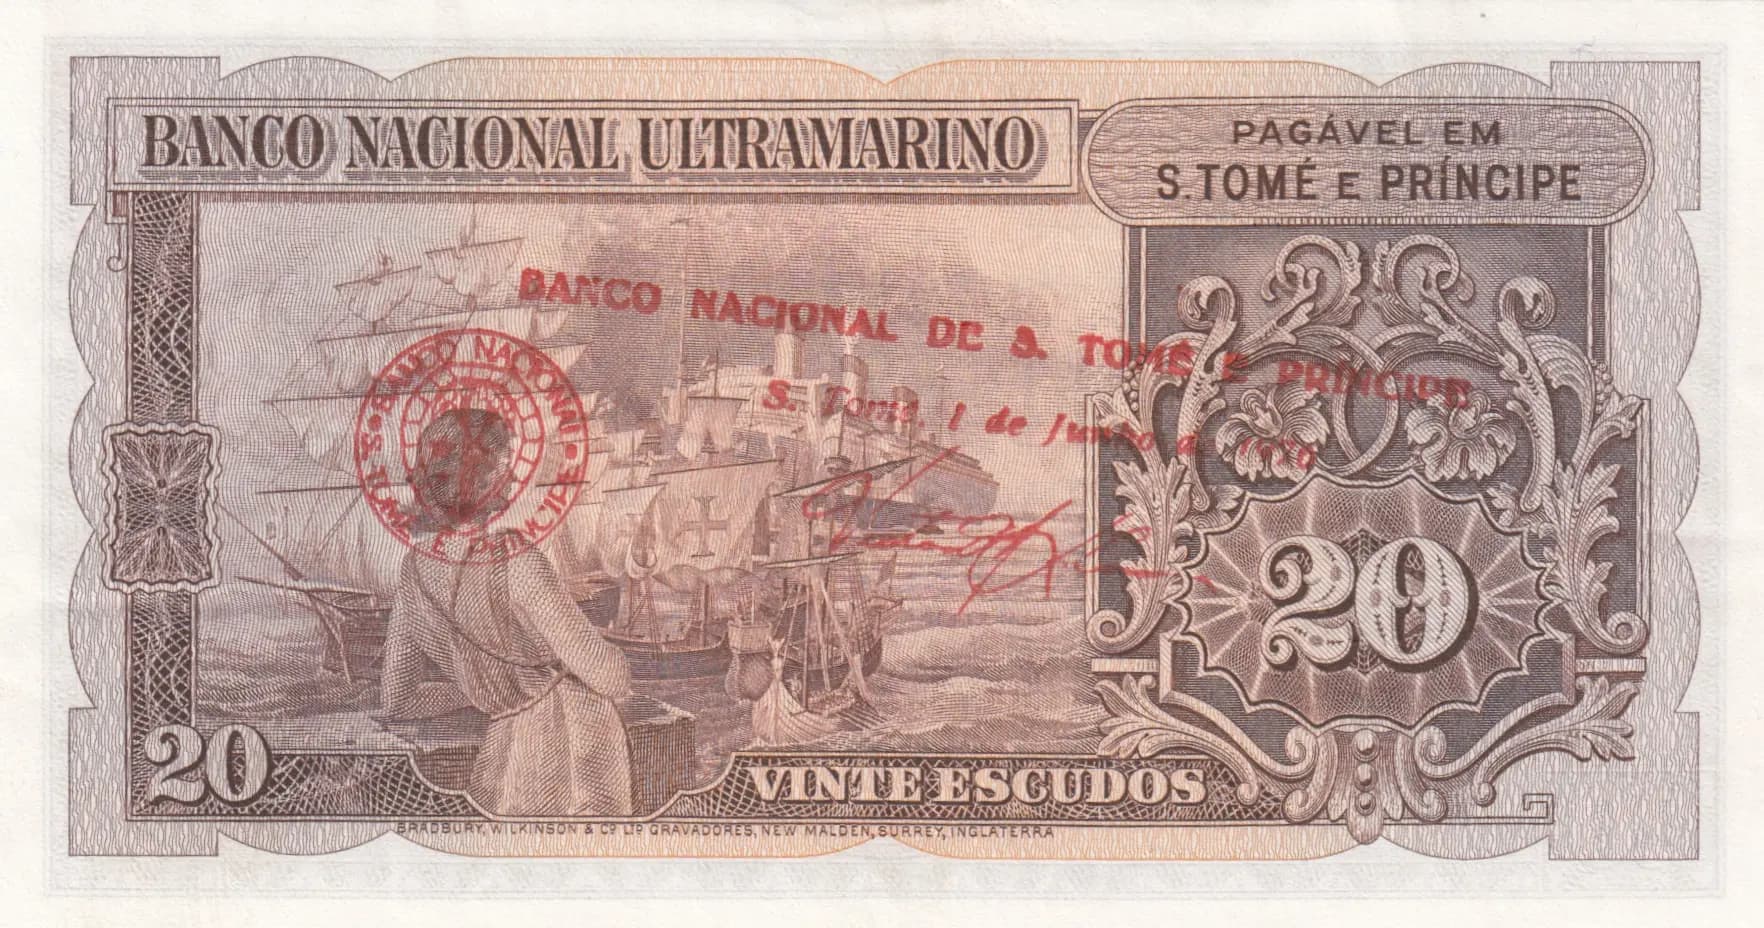 BANCO NACIONAL ULTRAMARINO
PAGÁVEL EM
S. TOMÉ E PRÍNCIPE
BANCO NACIONAL DE S. TOMÉ E PRÍNCIPE
S. Tomé, 1 de Junho de 1976
BANCO NACIONAL
S. TOMÉ E PRÍNCIPE
20
20
VINTE ESCUDOS
BRADBURY, WILKINSON & Cº LTD GRAVADORES, NEW MALDEN, SURREY, INGLATERRA